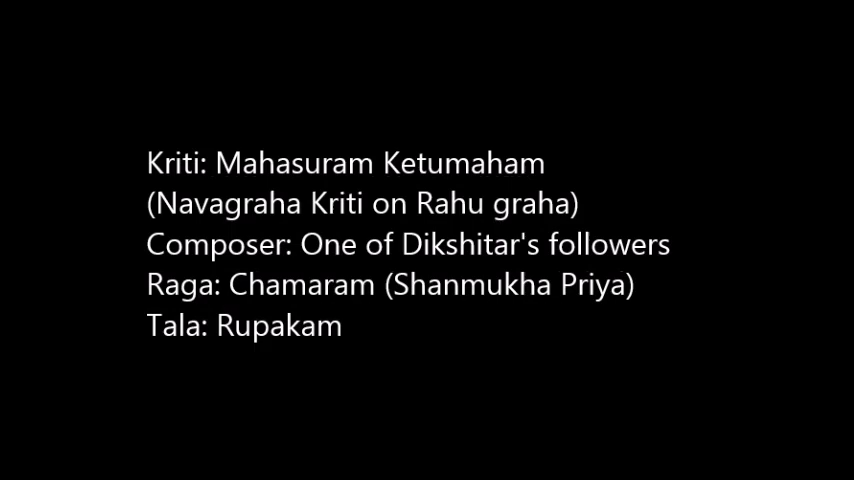 Kriti: Mahasuram Ketumaham
(Navagraha Kriti on Rahu graha)
Composer: One of Dikshitar's followers
Raga: Chamaram (Shanmukha Priya)
Tala: Rupakam